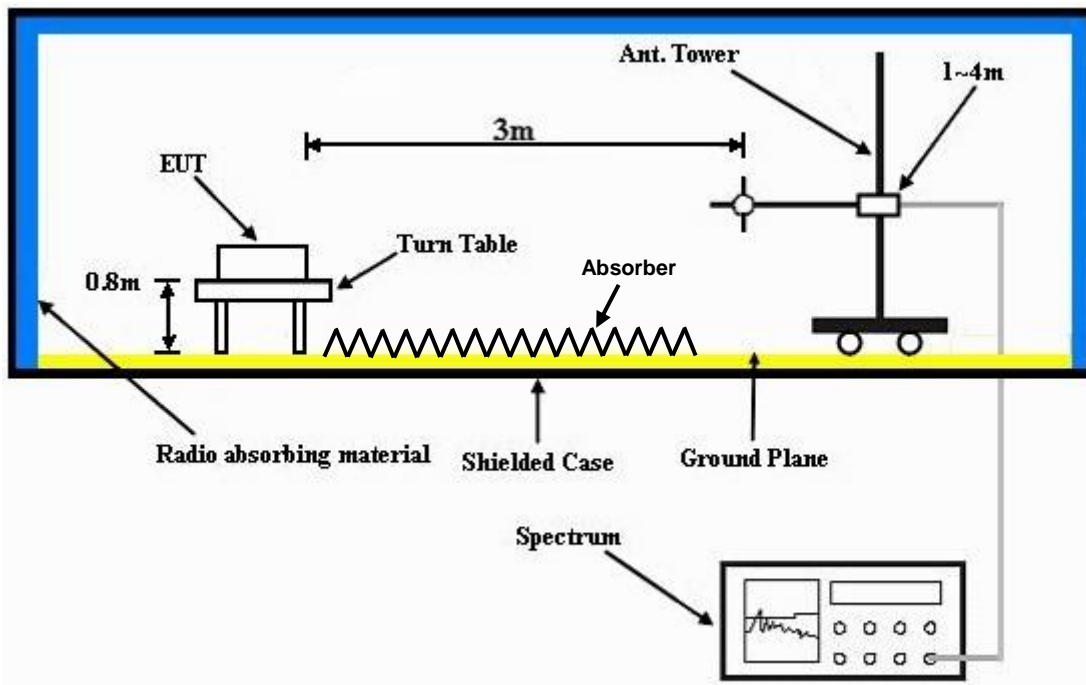 Ant. Tower
1~4m
3m
EUT
Turn Table
0.8m
Absorber
Radio absorbing material
Shielded Case
Ground Plane
Spectrum